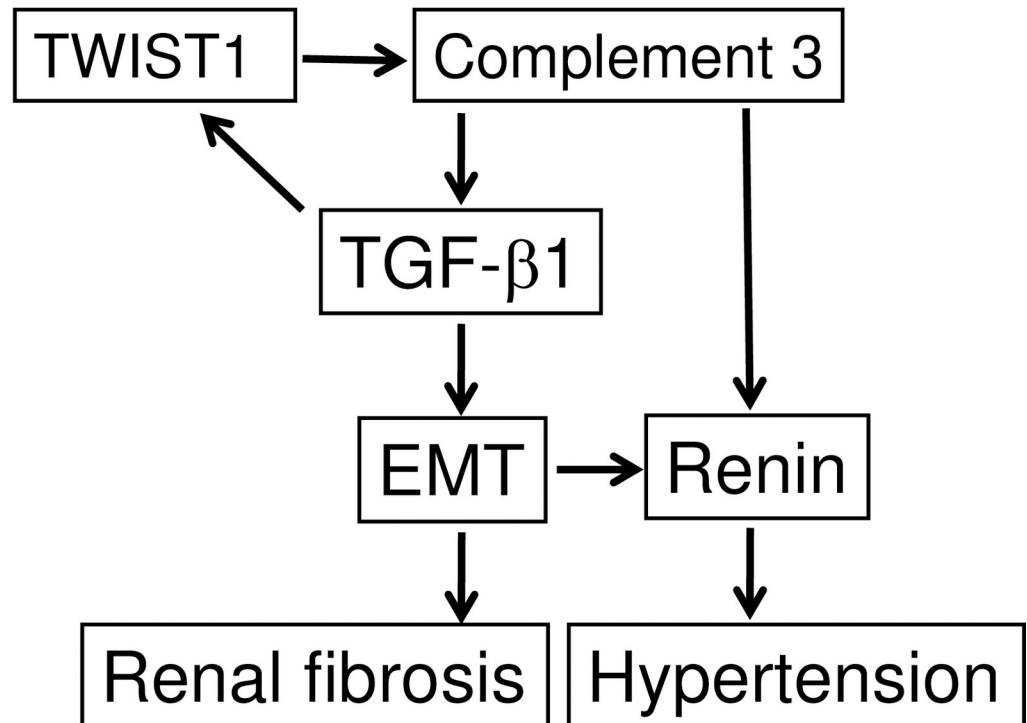 TWIST1
Complement 3
TGF-β1
EMT
Renin
Renal fibrosis
Hypertension